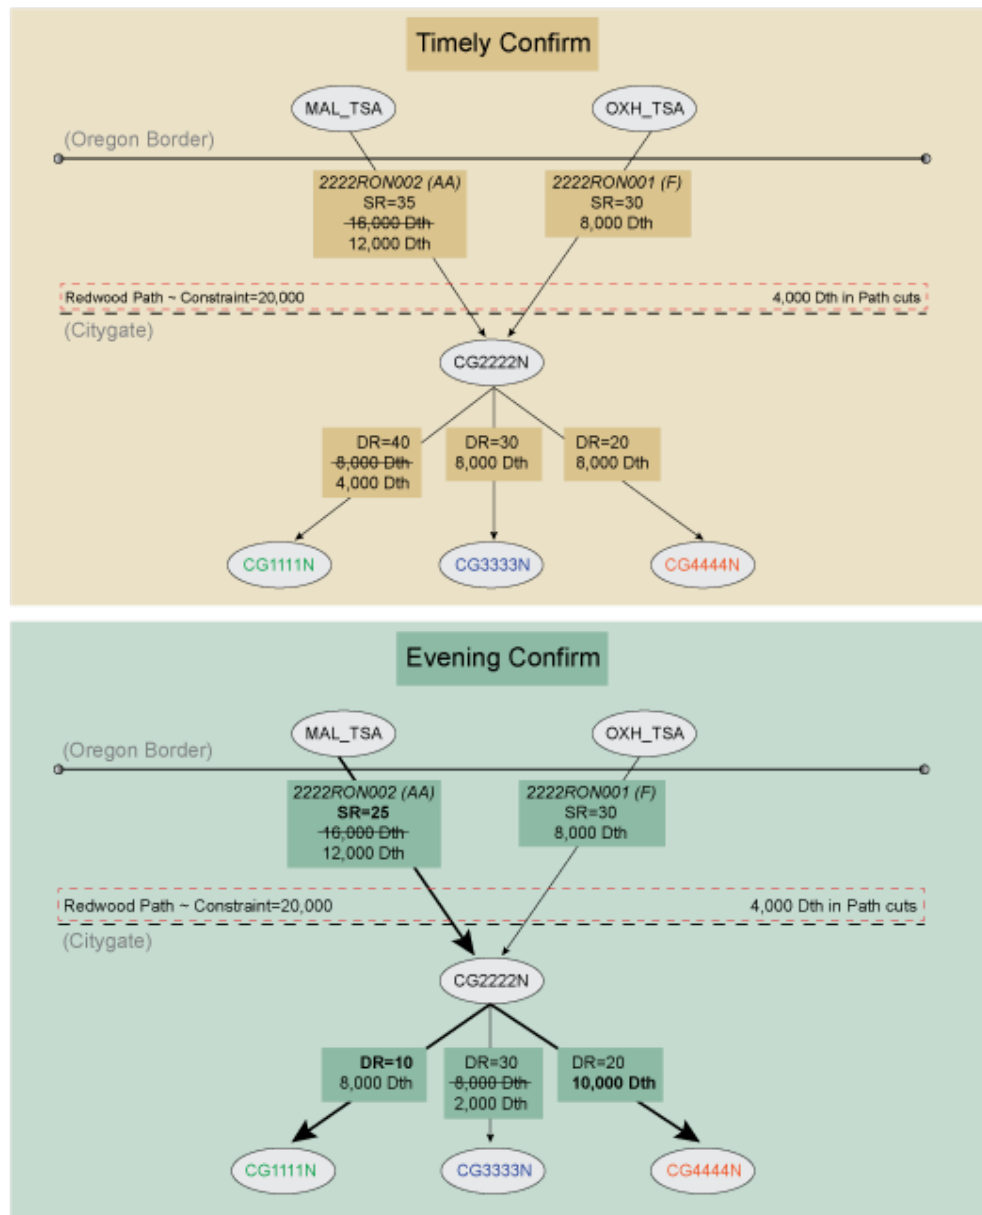 Timely Confirm
MAL_TSA
OXH_TSA
(Oregon Border)
2222RON002 (AA)
SR=35
16,000 Dth
12,000 Dth
2222RON001 (F)
SR=30
8,000 Dth
Redwood Path ~ Constraint=20,000
4,000 Dth in Path cuts
(Citygate)
CG2222N
DR=40
8,000 Dth
4,000 Dth
DR=30
8,000 Dth
DR=20
8,000 Dth
CG1111N
CG3333N
CG4444N
Evening Confirm
MAL_TSA
OXH_TSA
(Oregon Border)
2222RON002 (AA)
SR=25
16,000 Dth
12,000 Dth
2222RON001 (F)
SR=30
8,000 Dth
Redwood Path ~ Constraint=20,000
4,000 Dth in Path cuts
(Citygate)
CG2222N
DR=10
8,000 Dth
DR=30
8,000 Dth
2,000 Dth
DR=20
10,000 Dth
CG1111N
CG3333N
CG4444N